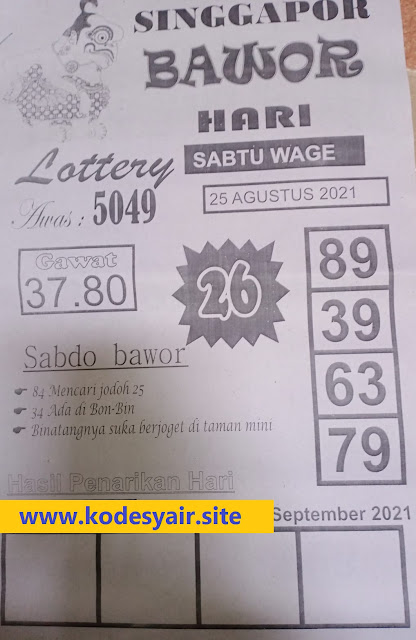 SINGGAPOR
BAWOR
HARI
Lottery
SABTU WAGE
Awas : 5049
25 AGUSTUS 2021
Gawat
37.80
26
89
39
63
79
Sabdo bawor
84 Mencari jodoh 25
34 Ada di Bon-Bin
Binatangnya suka berjoget di taman mini
Hasil Penarikan Hari
www.kodesyair.site
September 2021